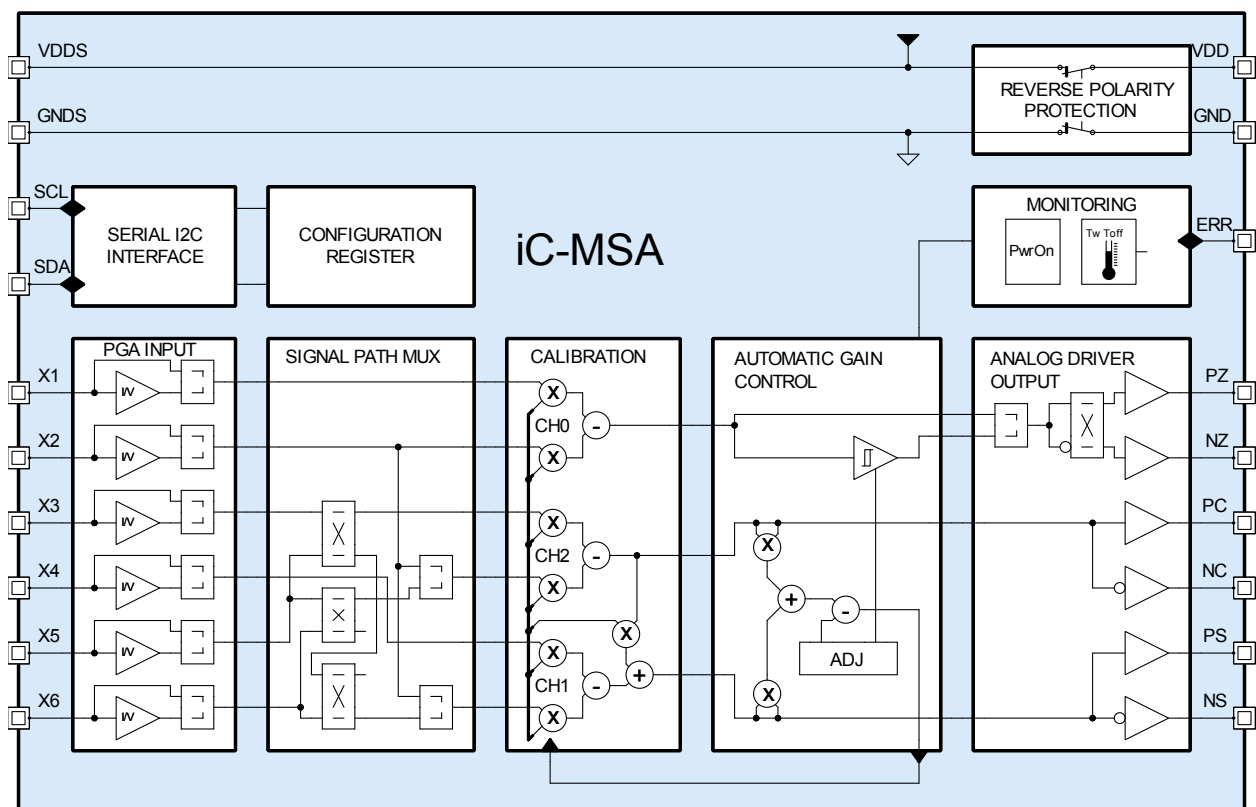 VDDS
VDD
REVERSE POLARITY
PROTECTION
GNDS
GND
SCL
SERIAL I2C
INTERFACE
CONFIGURATION
REGISTER
iC-MSA
MONITORING
PwrOn
Tw Toff
ERR
SDA
PGA INPUT
SIGNAL PATH MUX
CALIBRATION
AUTOMATIC GAIN
CONTROL
ANALOG DRIVER
OUTPUT
X1
X
CH0
-
X
PZ
X2
X
NZ
X3
X
CH2
-
X
PC
X4
X
+
-
NC
X5
X
X
CH1
-
+
ADJ
PS
X6
X
X
NS